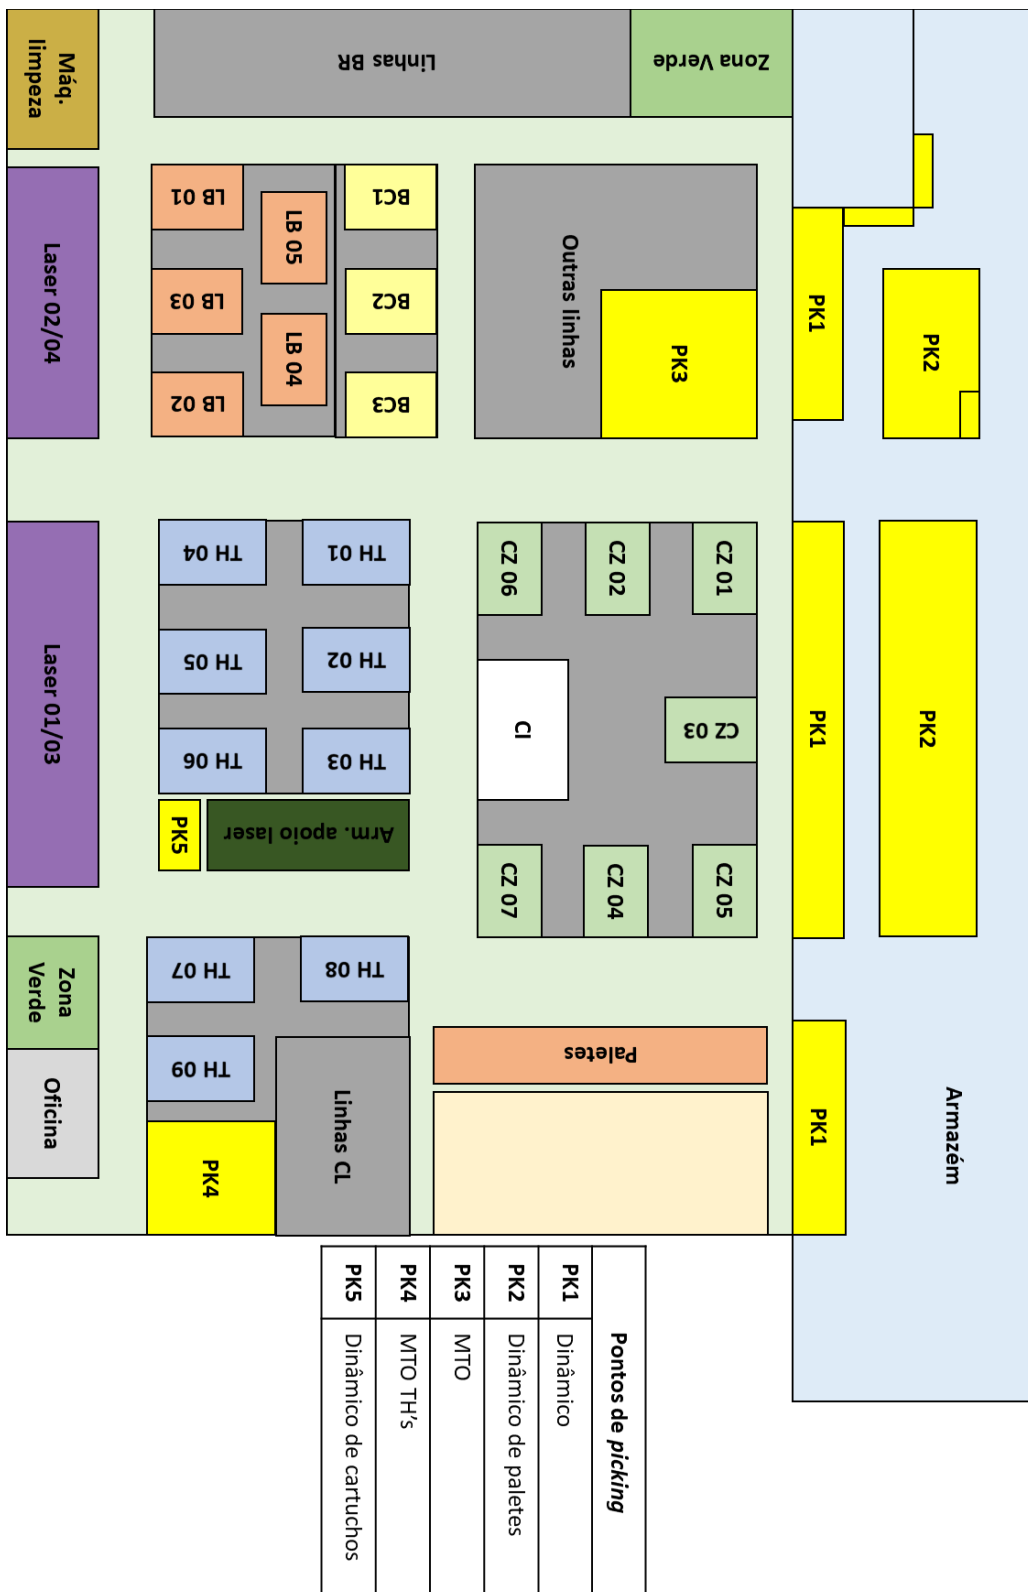 Máq.
limpeza
Linhas BR
Zona Verde
Laser 02/04
LB 01
LB 05
BC1
LB 03
BC2
LB 04
LB 02
BC3
Outras linhas
PK3
PK1
PK2
Laser 01/03
TH 04
TH 01
TH 05
TH 02
TH 06
TH 03
PK5
Arm. apoio laser
CZ 06
CZ 02
CZ 01
CI
CZ 03
CZ 07
CZ 04
CZ 05
PK1
PK2
Zona
Verde
Oficina
TH 07
TH 08
TH 09
Linhas CL
PK4
Paletes
PK1
Armazém
Pontos de picking
PK1 Dinâmico
PK2 Dinâmico de paletes
PK3 MTO
PK4 MTO TH's
PK5 Dinâmico de cartuchos